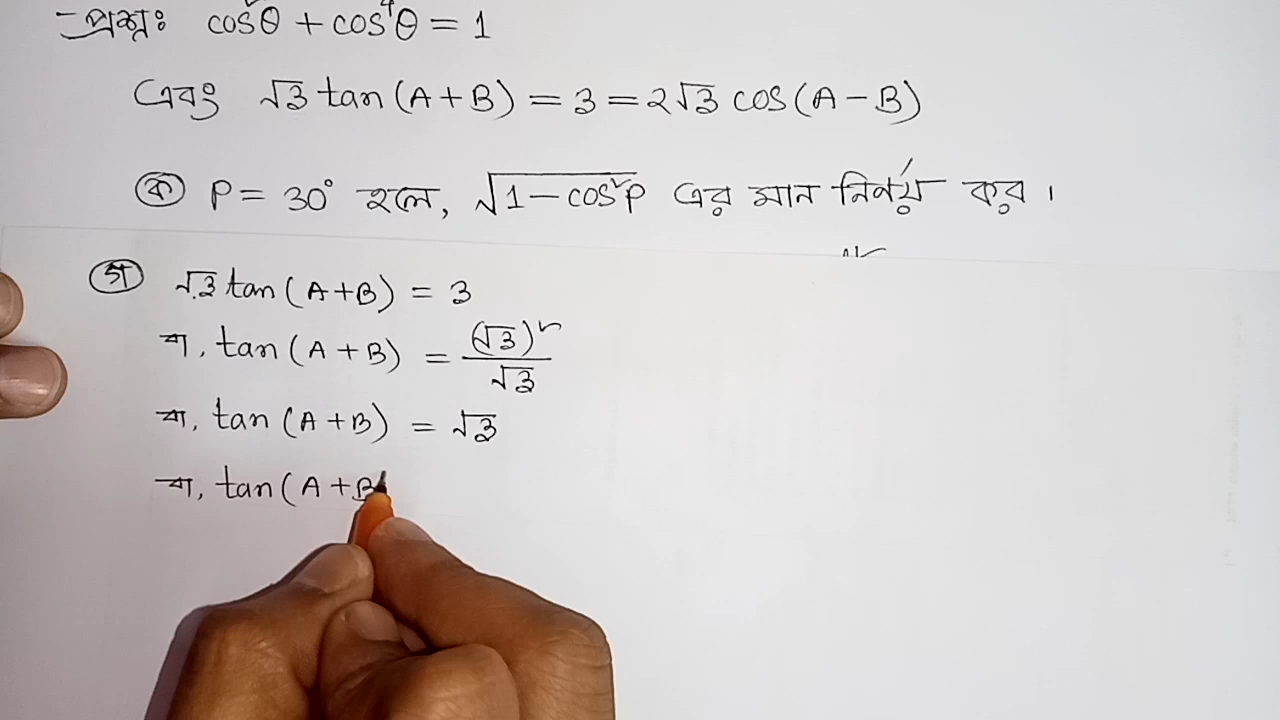 প্রশ্নঃ cos²θ + cos⁴θ = 1
এবং √3 tan(A+B) = 3 = 2√3 cos(A−B)
(ক) P = 30° হলে, √(1−cos²P) এর মান নির্ণয় কর।
(গ) √3 tan(A+B) = 3
বা, tan(A+B) = (√3)²/√3
বা, tan(A+B) = √3
বা, tan(A+B